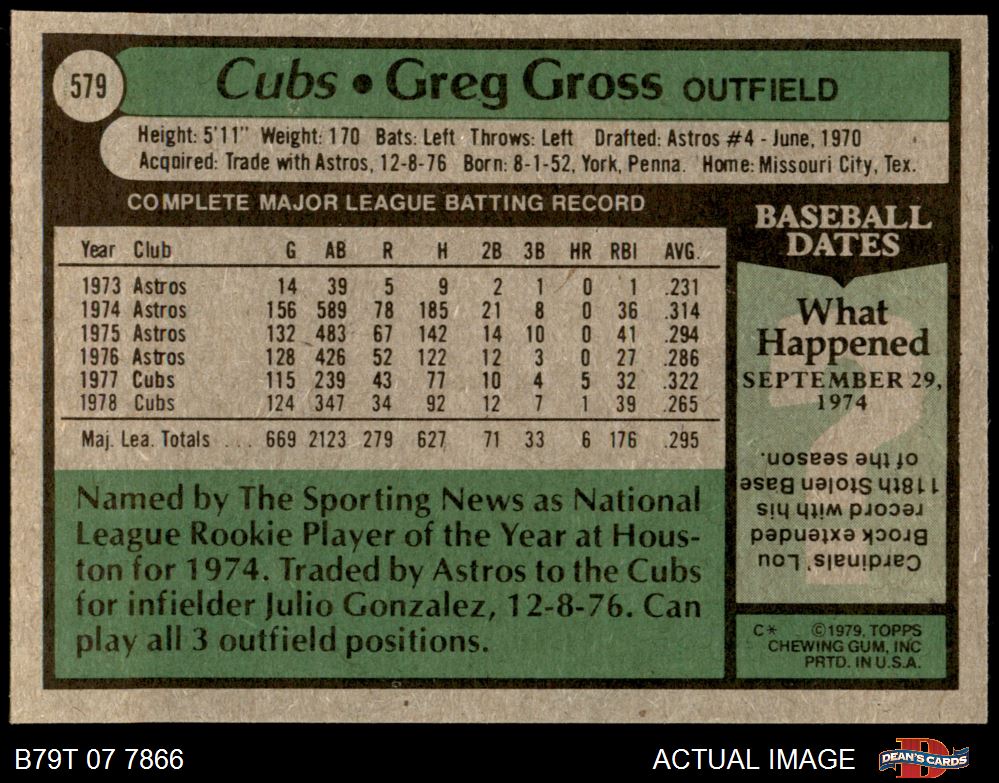 579
Cubs • Greg Gross OUTFIELD
Height: 5'11" Weight: 170 Bats: Left Throws: Left Drafted: Astros #4 - June, 1970
Acquired: Trade with Astros, 12-8-76 Born: 8-1-52, York, Penna. Home: Missouri City, Tex.
COMPLETE MAJOR LEAGUE BATTING RECORD
Year Club G AB R H 2B 3B HR RBI AVG.
1973 Astros 14 39 5 9 2 1 0 1 .231
1974 Astros 156 589 78 185 21 8 0 36 .314
1975 Astros 132 483 67 142 14 10 0 41 .294
1976 Astros 128 426 52 122 12 3 0 27 .286
1977 Cubs 115 239 43 77 10 4 5 32 .322
1978 Cubs 124 347 34 92 12 7 1 39 .265
Maj. Lea. Totals ... 669 2123 279 627 71 33 6 176 .295
Named by The Sporting News as National
League Rookie Player of the Year at Hous-
ton for 1974. Traded by Astros to the Cubs
for infielder Julio Gonzalez, 12-8-76. Can
play all 3 outfield positions.
BASEBALL
DATES
What
Happened
SEPTEMBER 29,
1974
?
Cardinals' Lou
Brock extended
record with his
118th Stolen Base
of the season.
C* ©1979, TOPPS
CHEWING GUM, INC
PRTD. IN U.S.A.
B79T 07 7866
ACTUAL IMAGE
DEAN'S CARDS